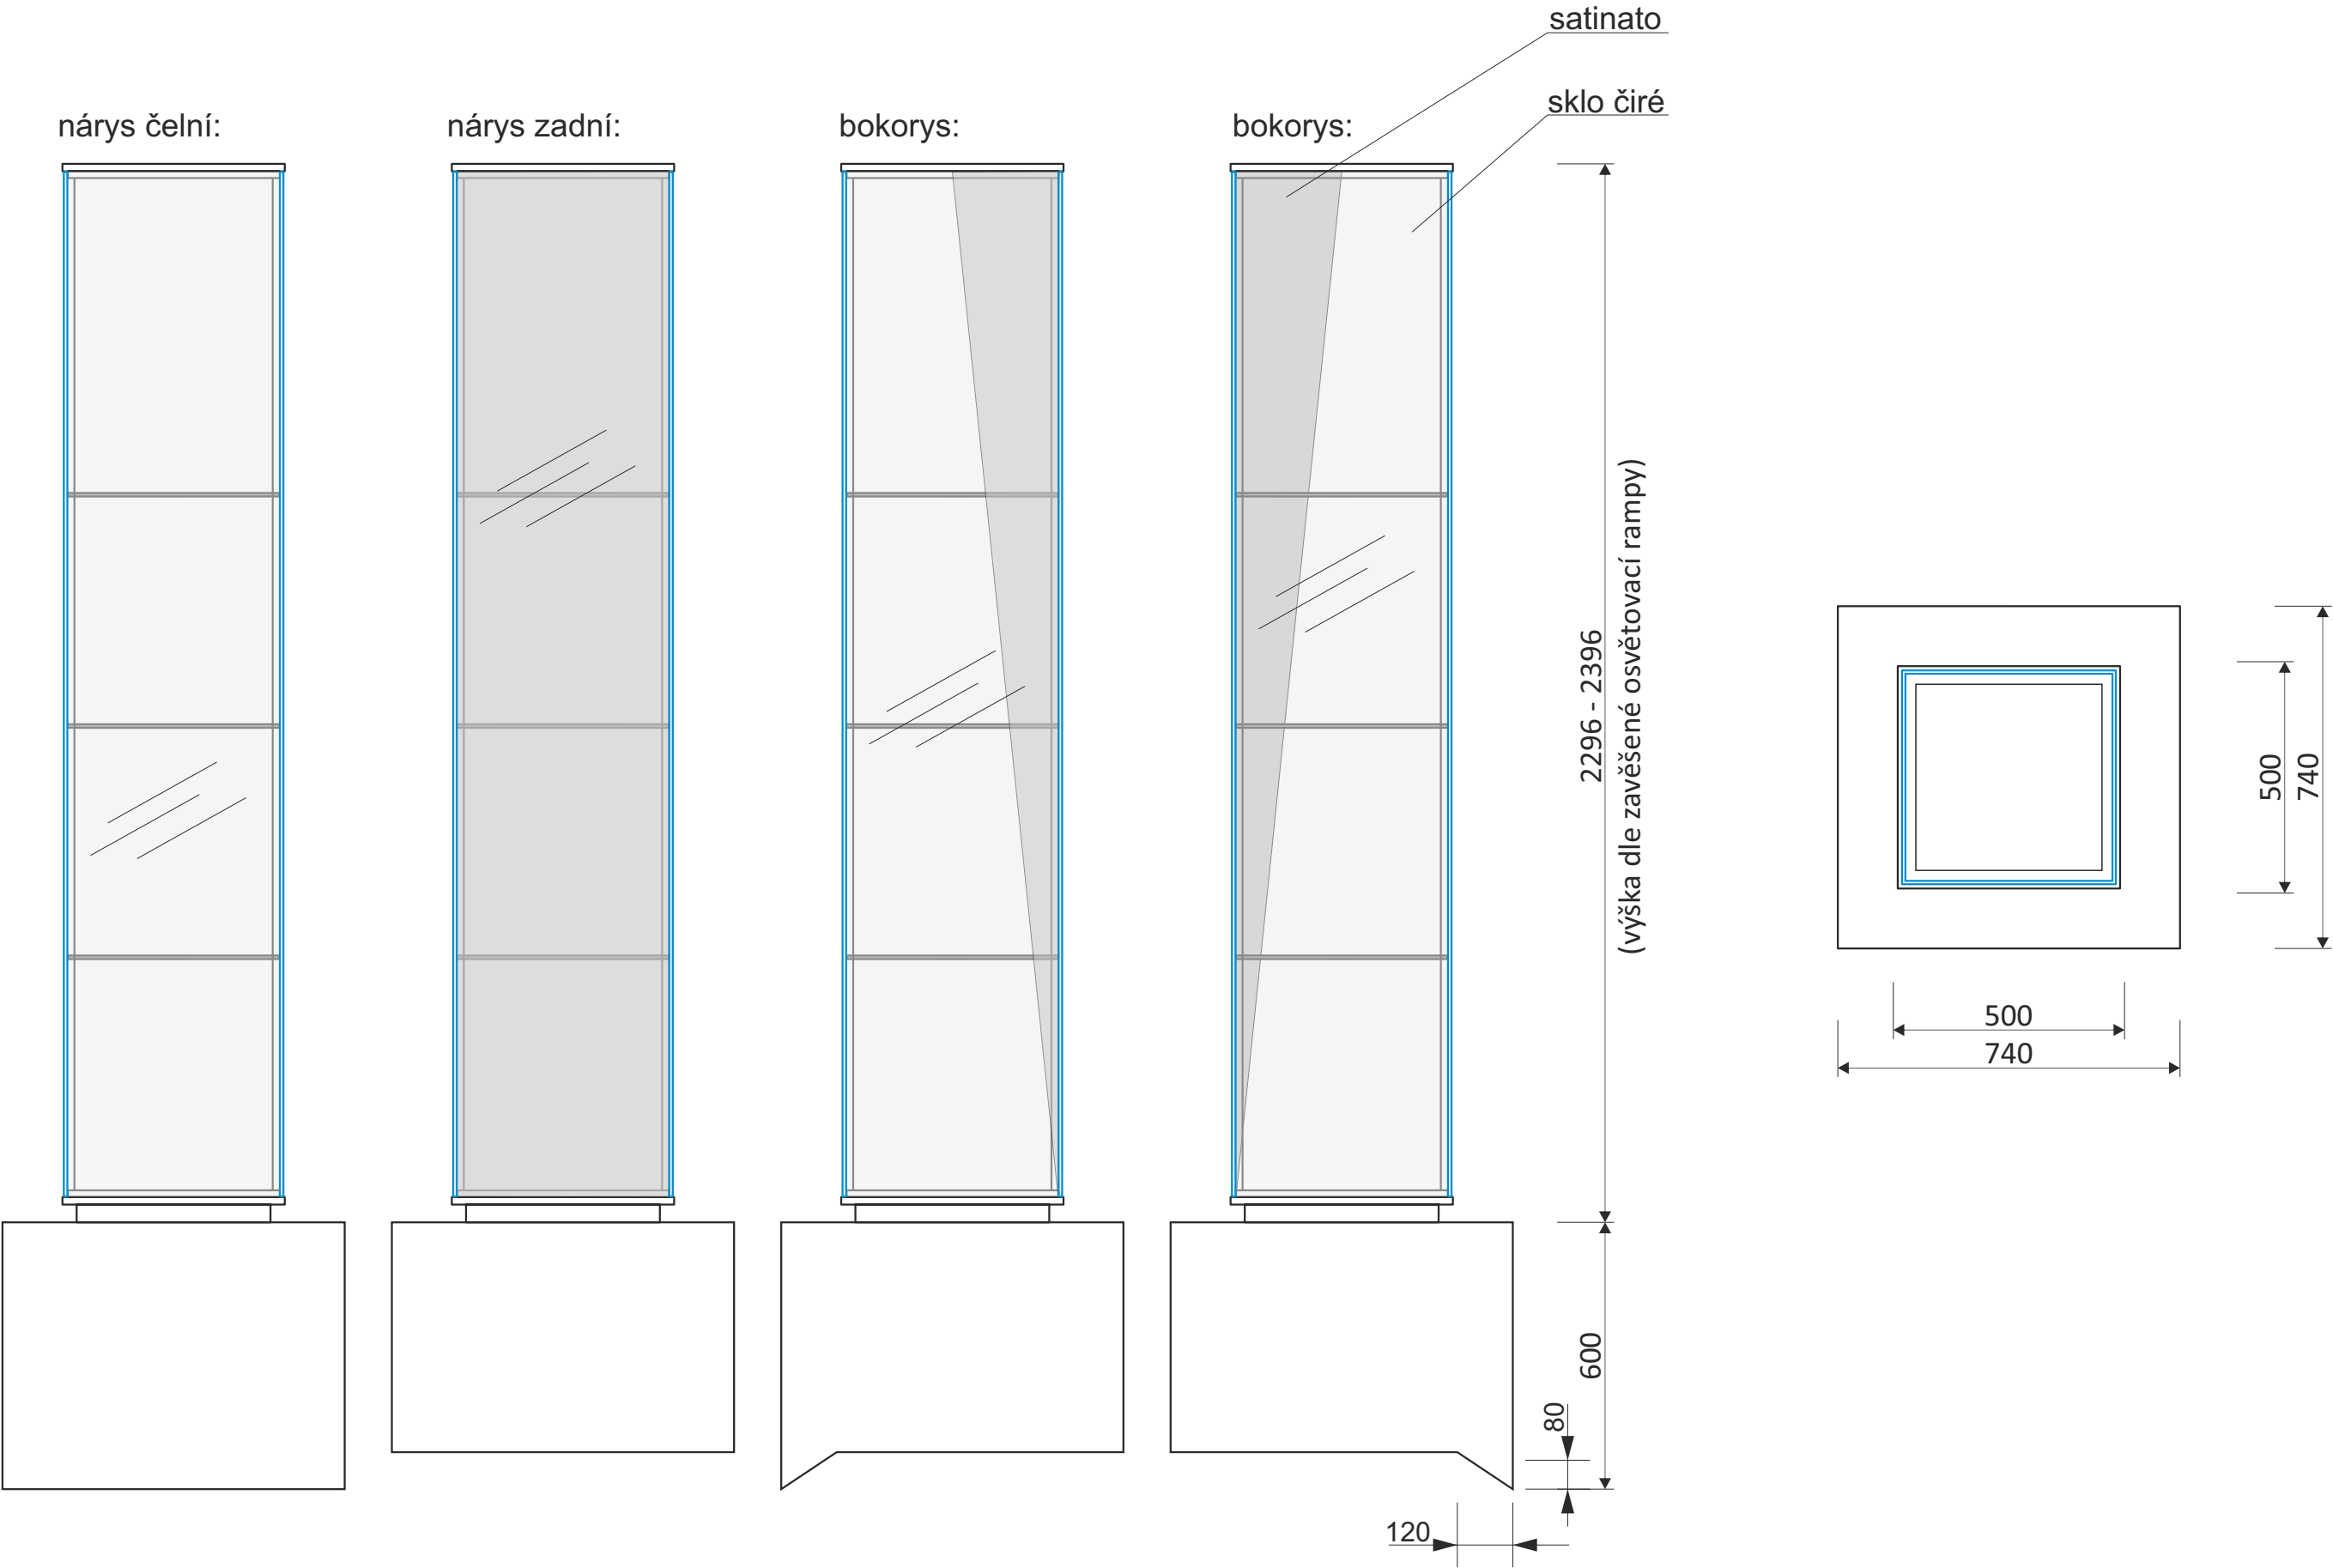 satinato
sklo čiré
nárys čelní:
nárys zadní:
bokorys:
bokorys:
2296 - 2396
(výška dle zavěšené osvětovací rampy)
600
80
120
500
740
500
740